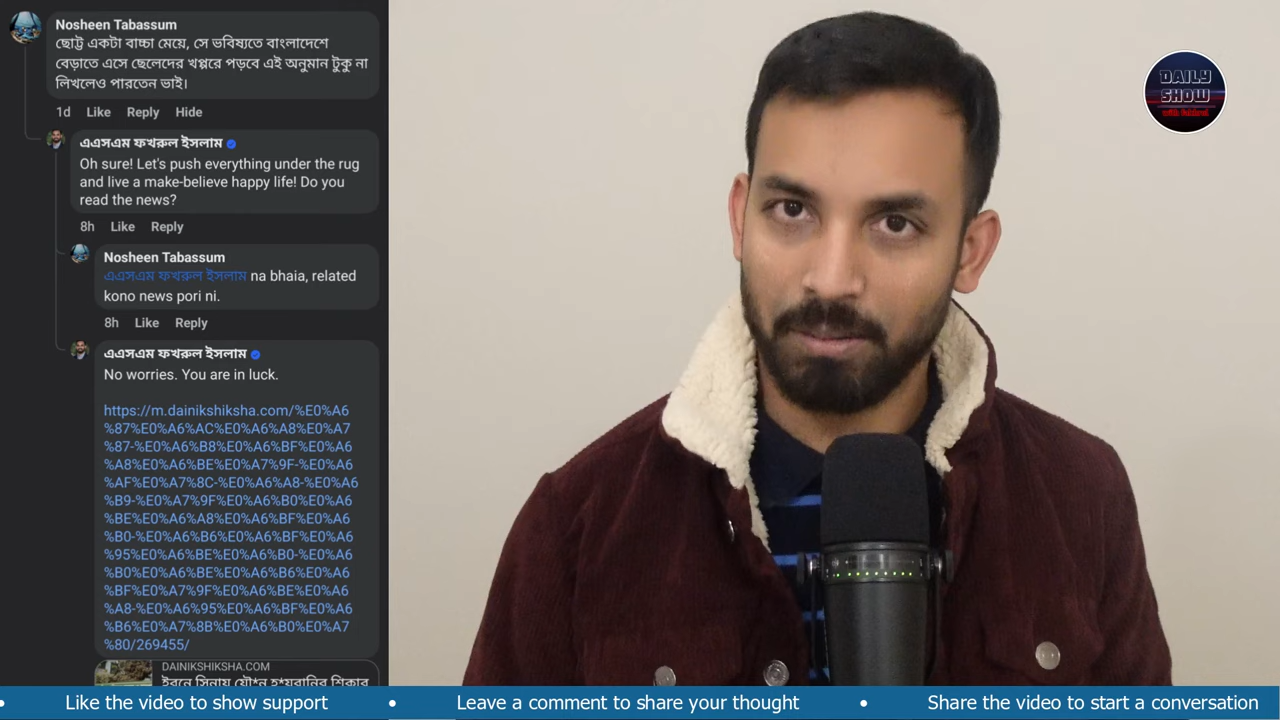 Nosheen Tabassum
ছোট্ট একটা বাচ্চা মেয়ে, সে ভবিষ্যতে বাংলাদেশে
বেড়াতে এসে ছেলেদের খপ্পরে পড়বে এই অনুমান টুকু না
লিখলেও পারতেন ভাই।
1d Like Reply Hide
এএসএম ফখরুল ইসলাম
Oh sure! Let's push everything under the rug
and live a make-believe happy life! Do you
read the news?
8h Like Reply
Nosheen Tabassum
এএসএম ফখরুল ইসলাম na bhaia, related
kono news pori ni.
8h Like Reply
এএসএম ফখরুল ইসলাম
No worries. You are in luck.
https://m.dainikshiksha.com/%E0%A6
%87%E0%A6%AC%E0%A6%A8%E0%A7
%87-%E0%A6%B8%E0%A6%BF%E0%A6
%A8%E0%A6%BE%E0%A7%9F-%E0%A6
%AF%E0%A7%8C-%E0%A6%A8-%E0%A6
%B9-%E0%A7%9F%E0%A6%B0%E0%A6
%BE%E0%A6%A8%E0%A6%BF%E0%A6
%B0-%E0%A6%B6%E0%A6%BF%E0%A6
%95%E0%A6%BE%E0%A6%B0-%E0%A6
%B0%E0%A6%BE%E0%A6%B6%E0%A6
%BF%E0%A7%9F%E0%A6%BE%E0%A6
%A8-%E0%A6%95%E0%A6%BF%E0%A6
%B6%E0%A7%8B%E0%A6%B0%E0%A7
%80/269455/
DAINIKSHIKSHA.COM
ইবনে সিনায় যৌ*ন হ*য়রানির শিকার
DAILY
SHOW
with Fakhrul
Like the video to show support • Leave a comment to share your thought • Share the video to start a conversation